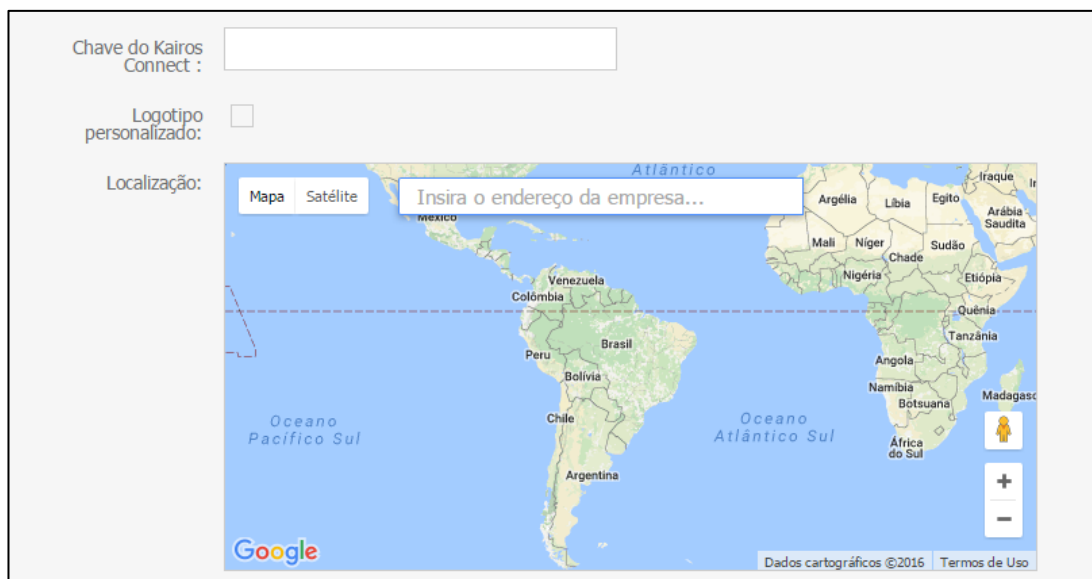 Chave do Kairos
Connect :
Logotipo
personalizado:
Localização:
Mapa Satélite
Insira o endereço da empresa...
Atlântico
México
Argélia
Líbia
Egito
Iraque
Ir
Arábia
Saudita
Mali
Níger
Chade
Sudão
Nigéria
Etiópia
Venezuela
Colômbia
Quênia
Tanzânia
Brasil
Peru
Bolívia
Angola
Namíbia
Botsuana
Madagasc
Chile
Oceano
Pacífico Sul
Oceano
Atlântico Sul
África
do Sul
Argentina
+
−
Google
Dados cartográficos ©2016 Termos de Uso